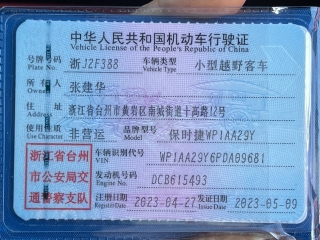 中华人民共和国机动车行驶证
Vehicle License of the People's Republic of China
号牌号码 浙J2F388 车辆类型 小型越野客车
Plate No. Vehicle Type
所有人 张建华
Owner
住址 浙江省台州市黄岩区南城街道十高路12号
Address
使用性质 非营运 品牌型号 保时捷WP1AA29Y
Use Character Model
浙江省台州市公安局交通警察支队
车辆识别代号 WP1AA29Y6PDA09681
VIN
发动机号码 DCB615493
Engine No.
注册日期 2023-04-27 发证日期 2023-05-09
Register Date Issue Date